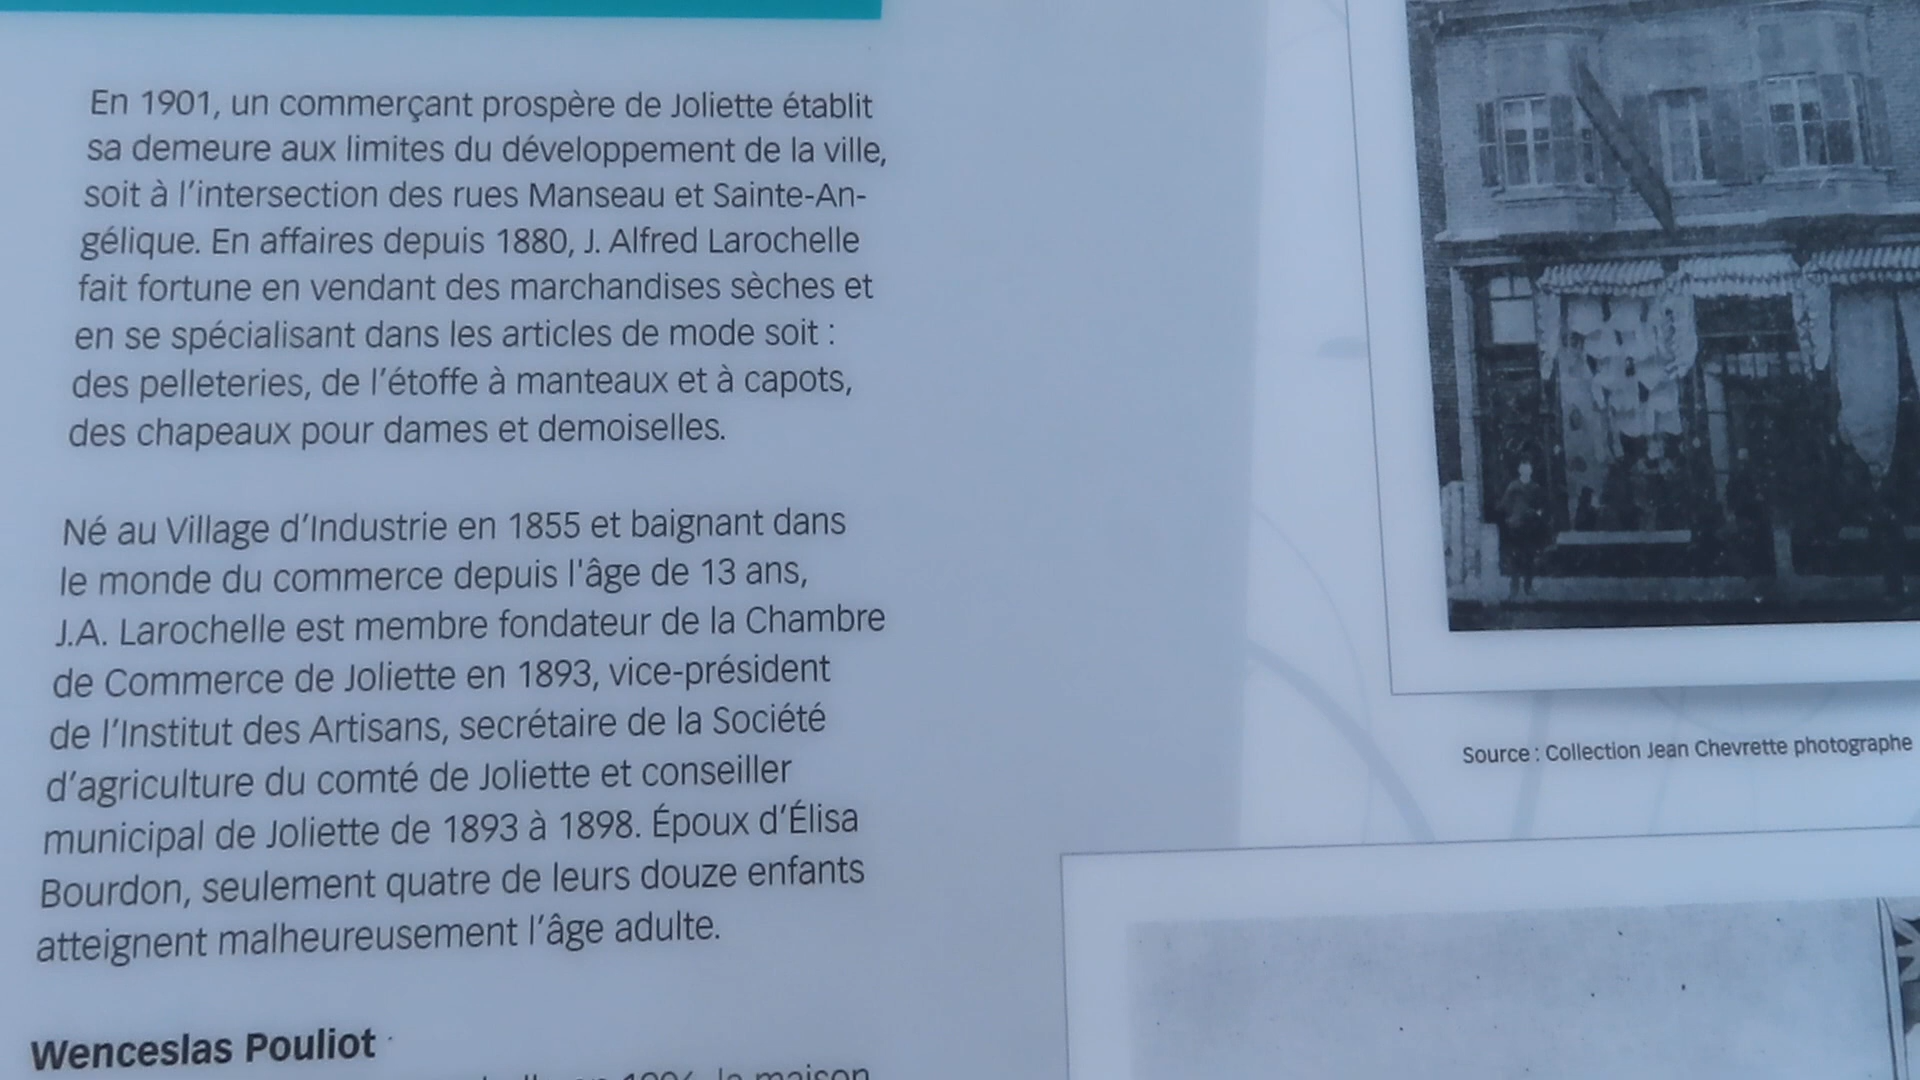 En 1901, un commerçant prospère de Joliette établit
sa demeure aux limites du développement de la ville,
soit à l'intersection des rues Manseau et Sainte-An-
gélique. En affaires depuis 1880, J. Alfred Larochelle
fait fortune en vendant des marchandises sèches et
en se spécialisant dans les articles de mode soit :
des pelleteries, de l'étoffe à manteaux et à capots,
des chapeaux pour dames et demoiselles.
Né au Village d'Industrie en 1855 et baignant dans
le monde du commerce depuis l'âge de 13 ans,
J.A. Larochelle est membre fondateur de la Chambre
de Commerce de Joliette en 1893, vice-président
de l'Institut des Artisans, secrétaire de la Société
d'agriculture du comté de Joliette et conseiller
municipal de Joliette de 1893 à 1898. Époux d'Élisa
Bourdon, seulement quatre de leurs douze enfants
atteignent malheureusement l'âge adulte.
Wenceslas Pouliot
la maison
Source : Collection Jean Chevrette photographe